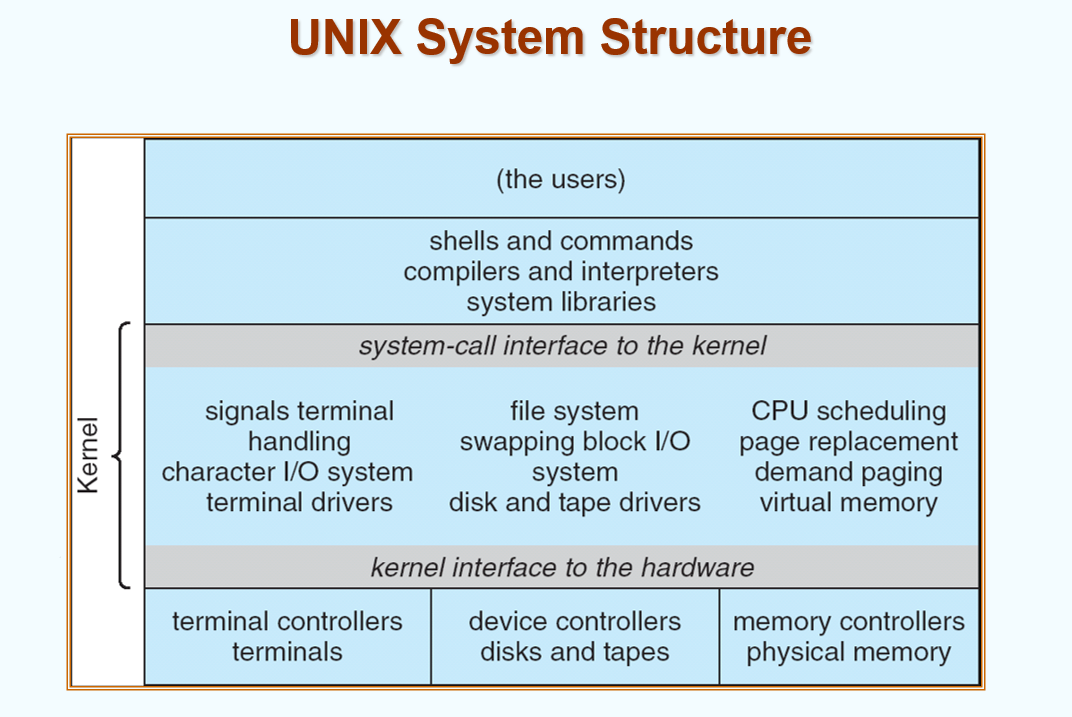 UNIX System Structure
(the users)
shells and commands
compilers and interpreters
system libraries
system-call interface to the kernel
Kernel
signals terminal
handling
character I/O system
terminal drivers
file system
swapping block I/O
system
disk and tape drivers
CPU scheduling
page replacement
demand paging
virtual memory
kernel interface to the hardware
terminal controllers
terminals
device controllers
disks and tapes
memory controllers
physical memory